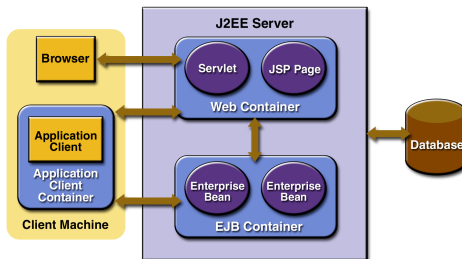 J2EE Server
Browser
Servlet
JSP Page
Web Container
Application
Client
Application
Client
Container
Client Machine
Enterprise
Bean
Enterprise
Bean
EJB Container
Database